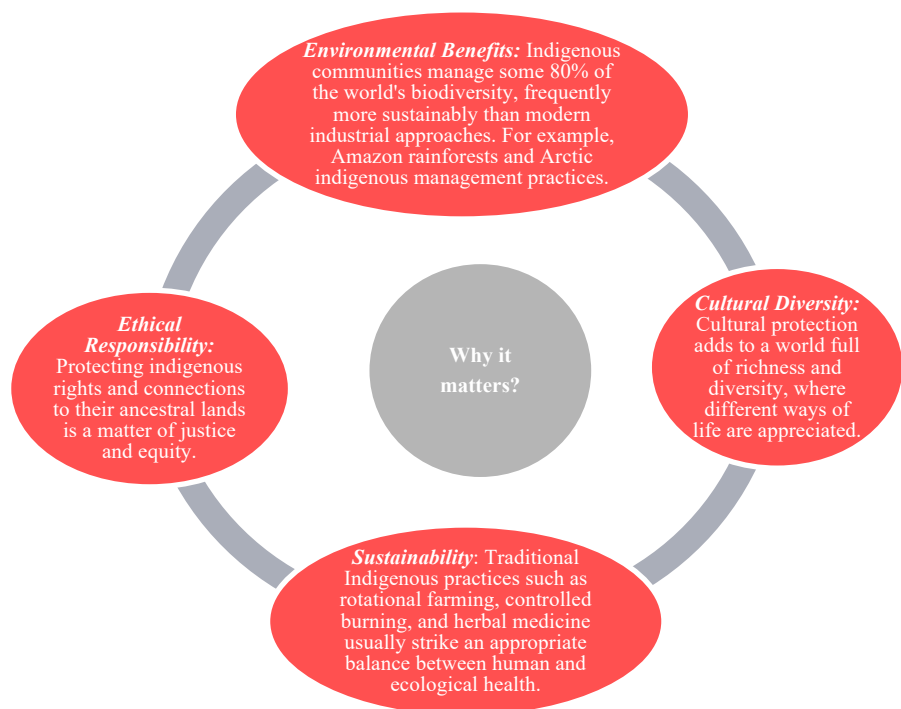 Environmental Benefits: Indigenous
communities manage some 80% of
the world's biodiversity, frequently
more sustainably than modern
industrial approaches. For example,
Amazon rainforests and Arctic
indigenous management practices.
Cultural Diversity:
Cultural protection
adds to a world full
of richness and
diversity, where
different ways of
life are appreciated.
Sustainability: Traditional
Indigenous practices such as
rotational farming, controlled
burning, and herbal medicine
usually strike an appropriate
balance between human and
ecological health.
Ethical
Responsibility:
Protecting indigenous
rights and connections
to their ancestral lands
is a matter of justice
and equity.
Why it
matters?